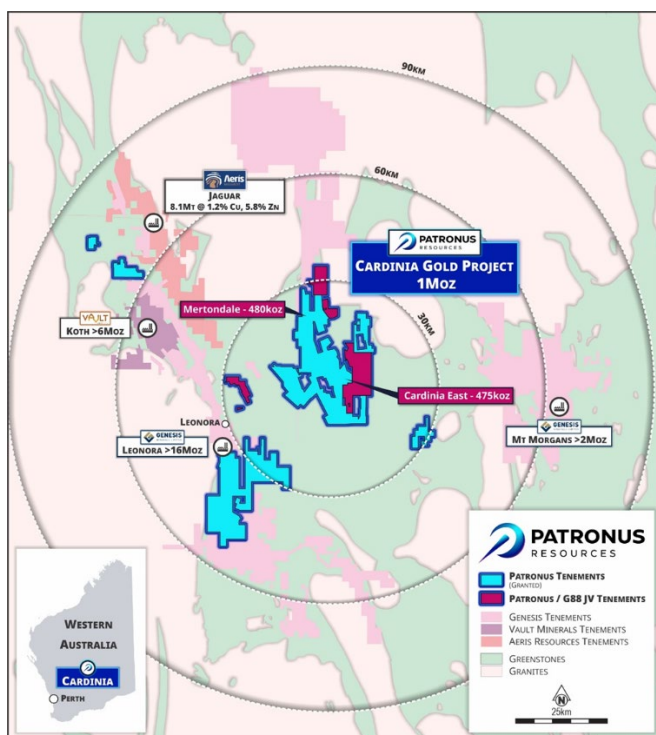 90KM
60KM
Aeris
JAGUAR
8.1MT @ 1.2% CU, 5.8% ZN
PATRONUS
RESOURCES
CARDINIA GOLD PROJECT
1MOZ
30KM
Mertondale - 480koz
VAULT
KOTH >6MOZ
Cardinia East - 475koz
LEONORA
GENESIS
LEONORA >16MOZ
GENESIS
MT MORGANS >2MOZ
PATRONUS
RESOURCES
PATRONUS TENEMENTS
(GRANTED)
PATRONUS / G88 JV TENEMENTS
GENESIS TENEMENTS
VAULT MINERALS TENEMENTS
AERIS RESOURCES TENEMENTS
GREENSTONES
GRANITES
N
25km
WESTERN
AUSTRALIA
CARDINIA
PERTH